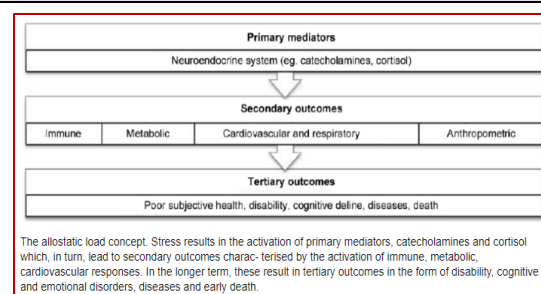 Primary mediators
Neuroendocrine system (eg. catecholamines, cortisol)
Secondary outcomes
Immune Metabolic Cardiovascular and respiratory Anthropometric
Tertiary outcomes
Poor subjective health, disability, cognitive deline, diseases, death
The allostatic load concept. Stress results in the activation of primary mediators, catecholamines and cortisol
which, in turn, lead to secondary outcomes charac- terised by the activation of immune, metabolic,
cardiovascular responses. In the longer term, these result in tertiary outcomes in the form of disability, cognitive
and emotional disorders, diseases and early death.